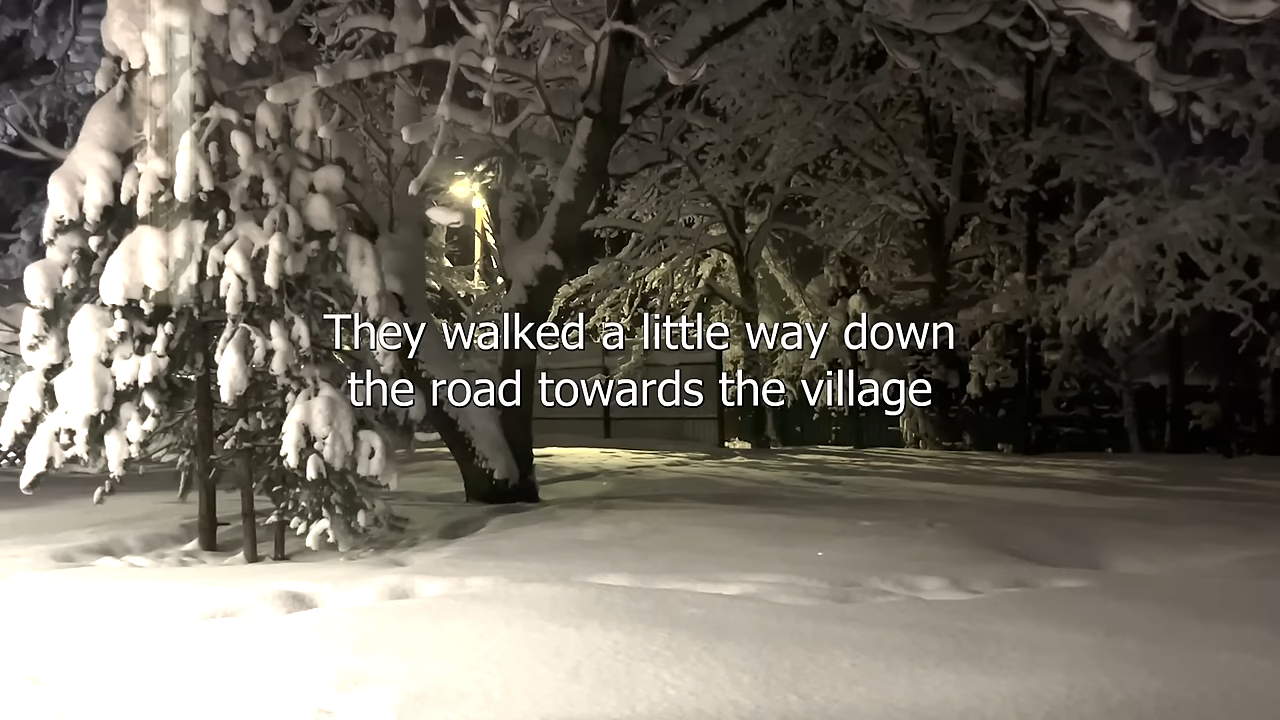 They walked a little way down
the road towards the village